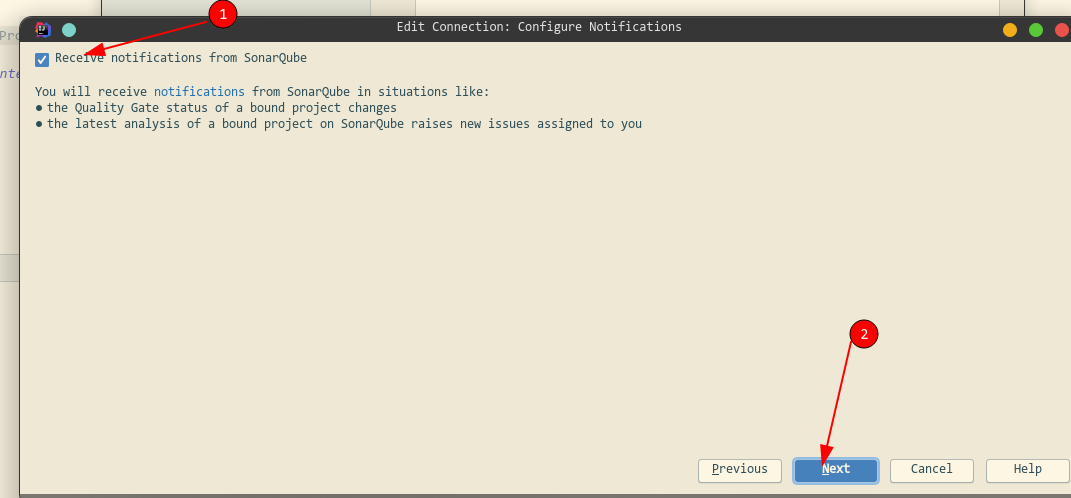 1
Edit Connection: Configure Notifications
Pro
Receive notifications from SonarQube
nte
You will receive notifications from SonarQube in situations like:
● the Quality Gate status of a bound project changes
● the latest analysis of a bound project on SonarQube raises new issues assigned to you
2
Previous Next Cancel Help